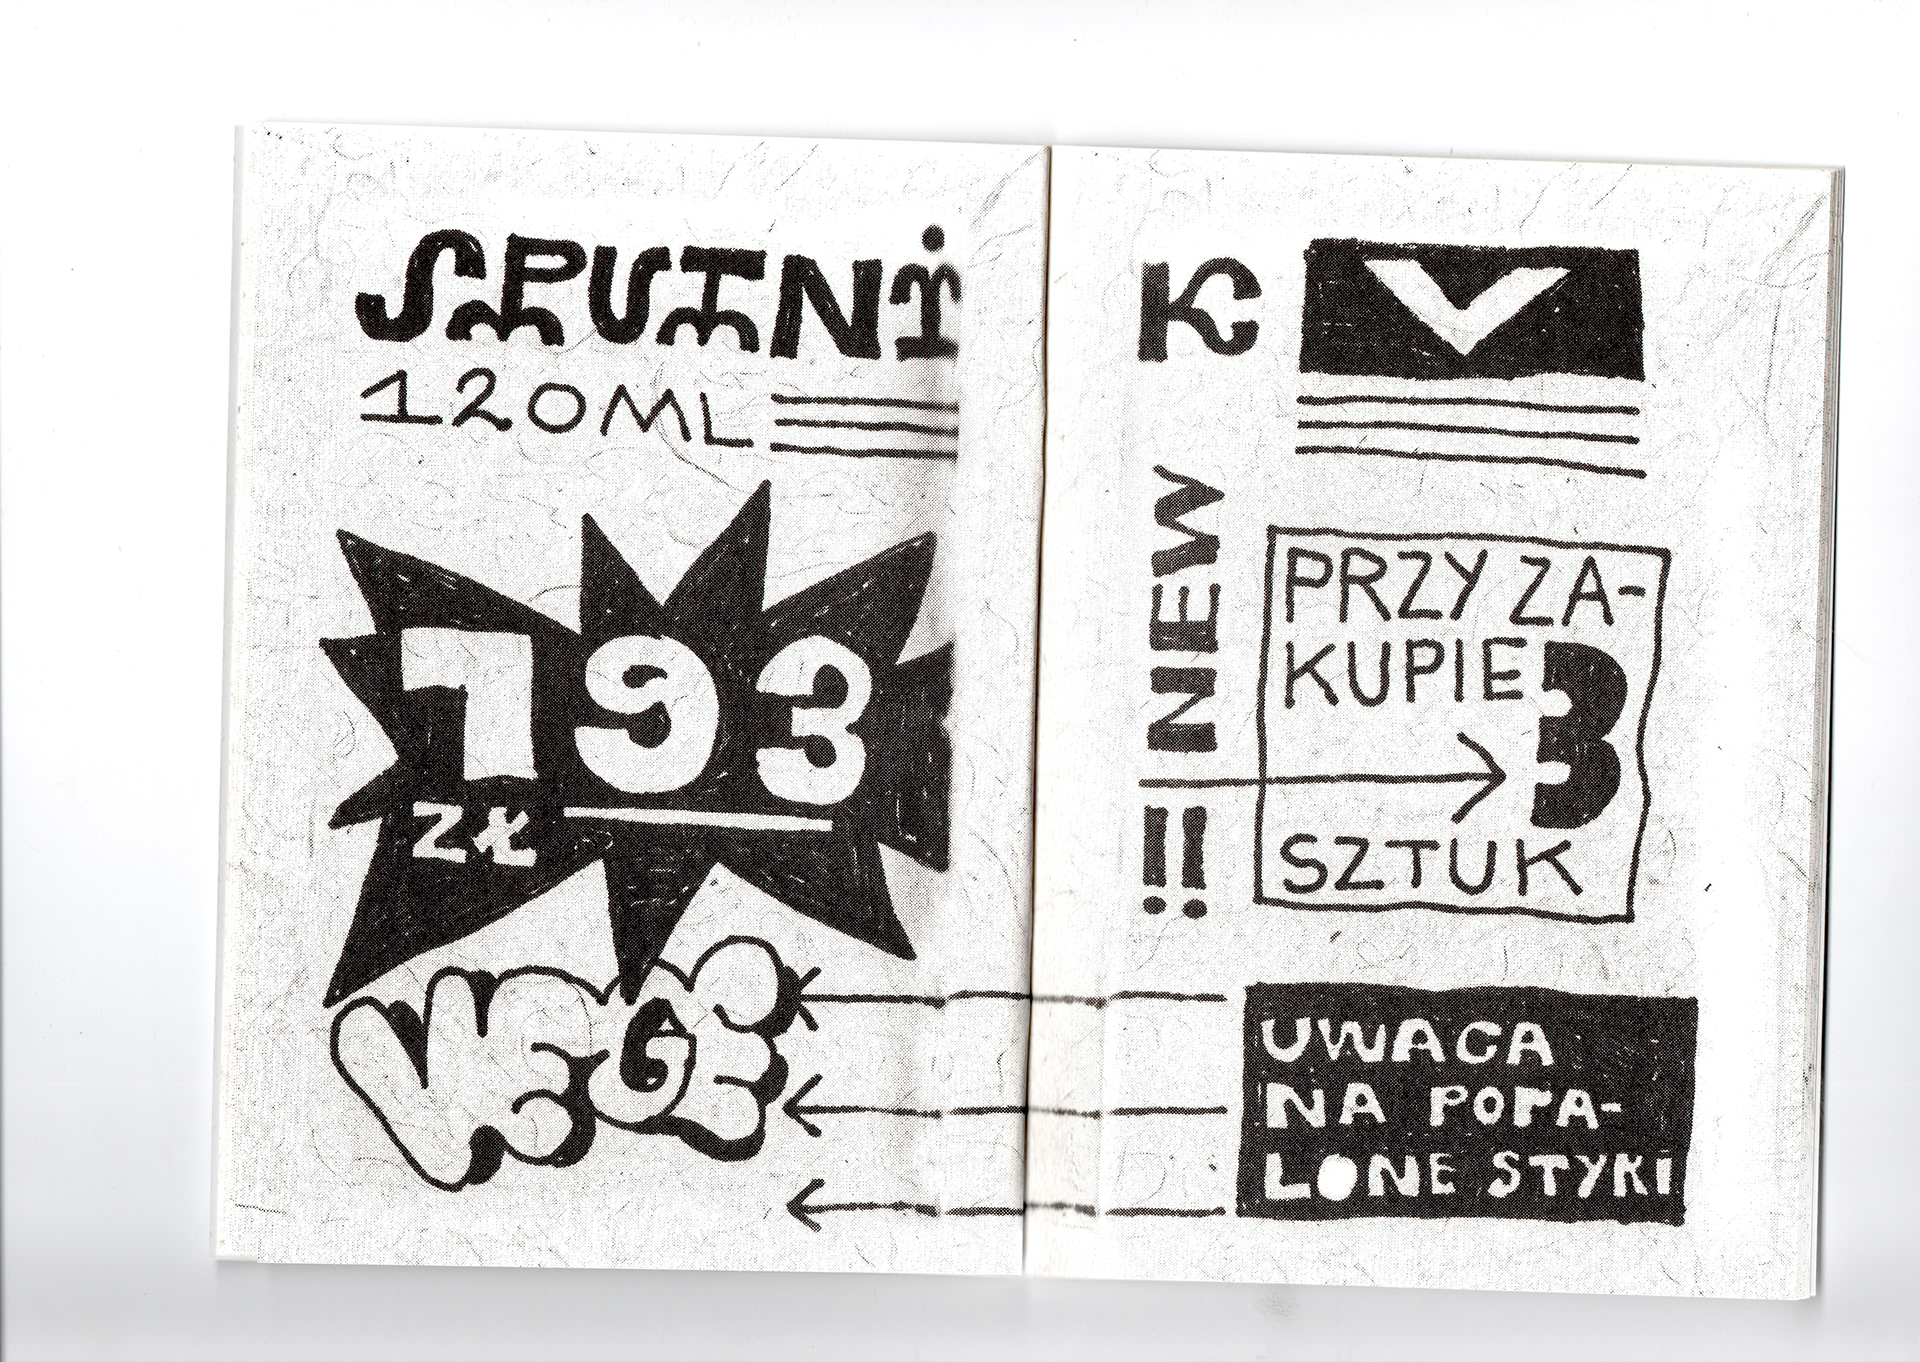 SPUTNiK V
120ML
193
ZŁ
VEGE
NEW !!
PRZY ZA-
KUPIE 3
SZTUK
UWAGA
NA POPA-
LONE STYKI